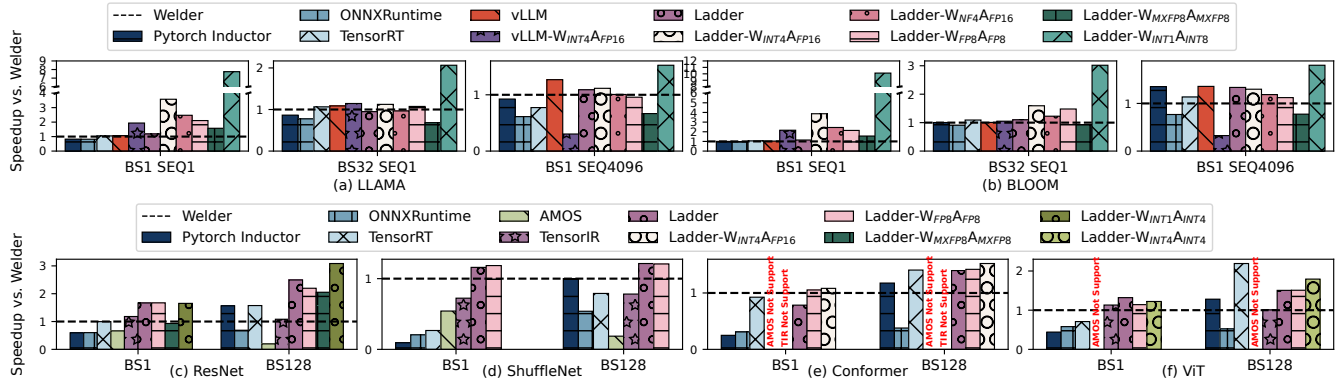 Welder ONNXRuntime vLLM Ladder Ladder-W_NF4A_FP16 Ladder-W_MXFP8A_MXFP8
Pytorch Inductor TensorRT vLLM-W_INT4A_FP16 Ladder-W_INT4A_FP16 Ladder-W_FP8A_FP8 Ladder-W_INT1A_INT8
Speedup vs. Welder
9
8
7
4
3
2
1
0
BS1 SEQ1
2
1
0
BS32 SEQ1
1
0
BS1 SEQ4096
(a) LLAMA
12
11
10
9
8
7
6
5
4
3
2
1
0
BS1 SEQ1
3
2
1
0
BS32 SEQ1
1
0
BS1 SEQ4096
(b) BLOOM
Welder ONNXRuntime AMOS Ladder Ladder-W_FP8A_FP8 Ladder-W_INT1A_INT4
Pytorch Inductor TensorRT TensorIR Ladder-W_INT4A_FP16 Ladder-W_MXFP8A_MXFP8 Ladder-W_INT4A_INT4
Speedup vs. Welder
3
2
1
0
BS1 BS128
(c) ResNet
1
0
BS1 BS128
(d) ShuffleNet
1
0
AMOS Not Support
TIR Not Support
AMOS Not Support
TIR Not Support
BS1 BS128
(e) Conformer
2
1
0
AMOS Not Support
AMOS Not Support
BS1 BS128
(f) ViT